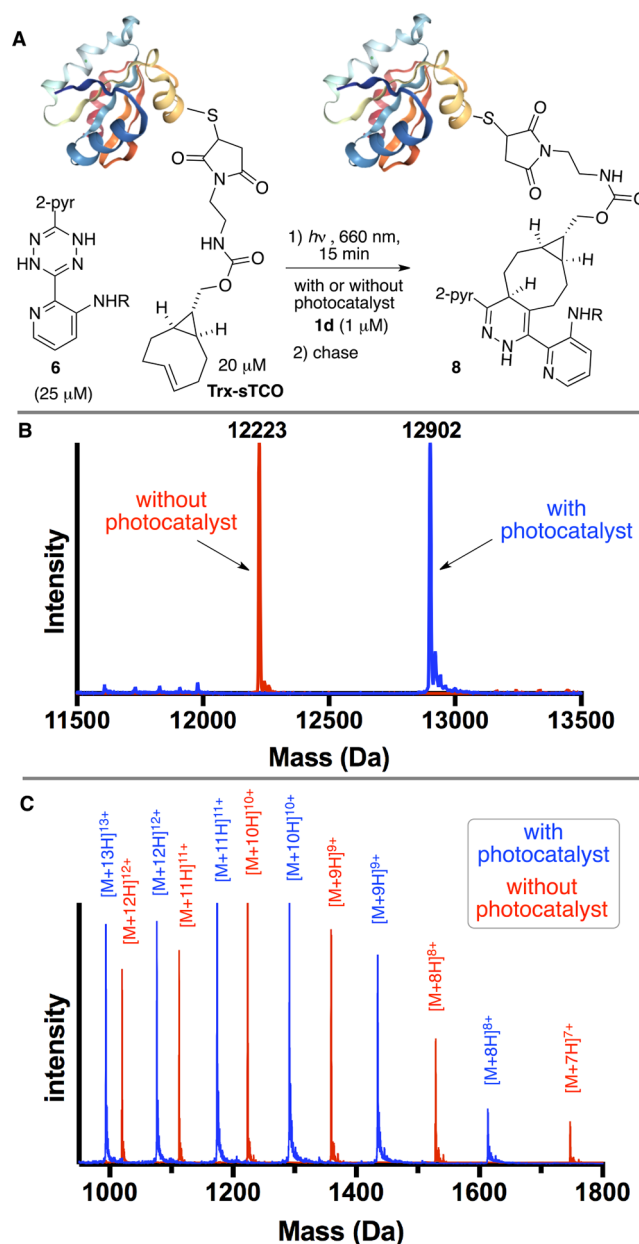 A
S
O
N
O
NH
O
O
H
H
20 μM
Trx-sTCO
2-pyr
N
NH
N
HN
N
NHR
N
6
(25 μM)
1) hν , 660 nm,
15 min
with or without
photocatalyst
1d (1 μM)
2) chase
S
O
N
O
NH
O
O
H
H
H
2-pyr
N
N
H
NHR
N
8
B
12223
12902
without
photocatalyst
with
photocatalyst
Intensity
11500
12000
12500
13000
13500
Mass (Da)
C
[M+13H]13+
[M+12H]12+
[M+12H]12+
[M+11H]11+
[M+11H]11+
[M+10H]10+
[M+10H]10+
[M+9H]9+
[M+9H]9+
[M+8H]8+
[M+8H]8+
[M+7H]7+
with
photocatalyst
without
photocatalyst
intensity
1000
1200
1400
1600
1800
Mass (Da)